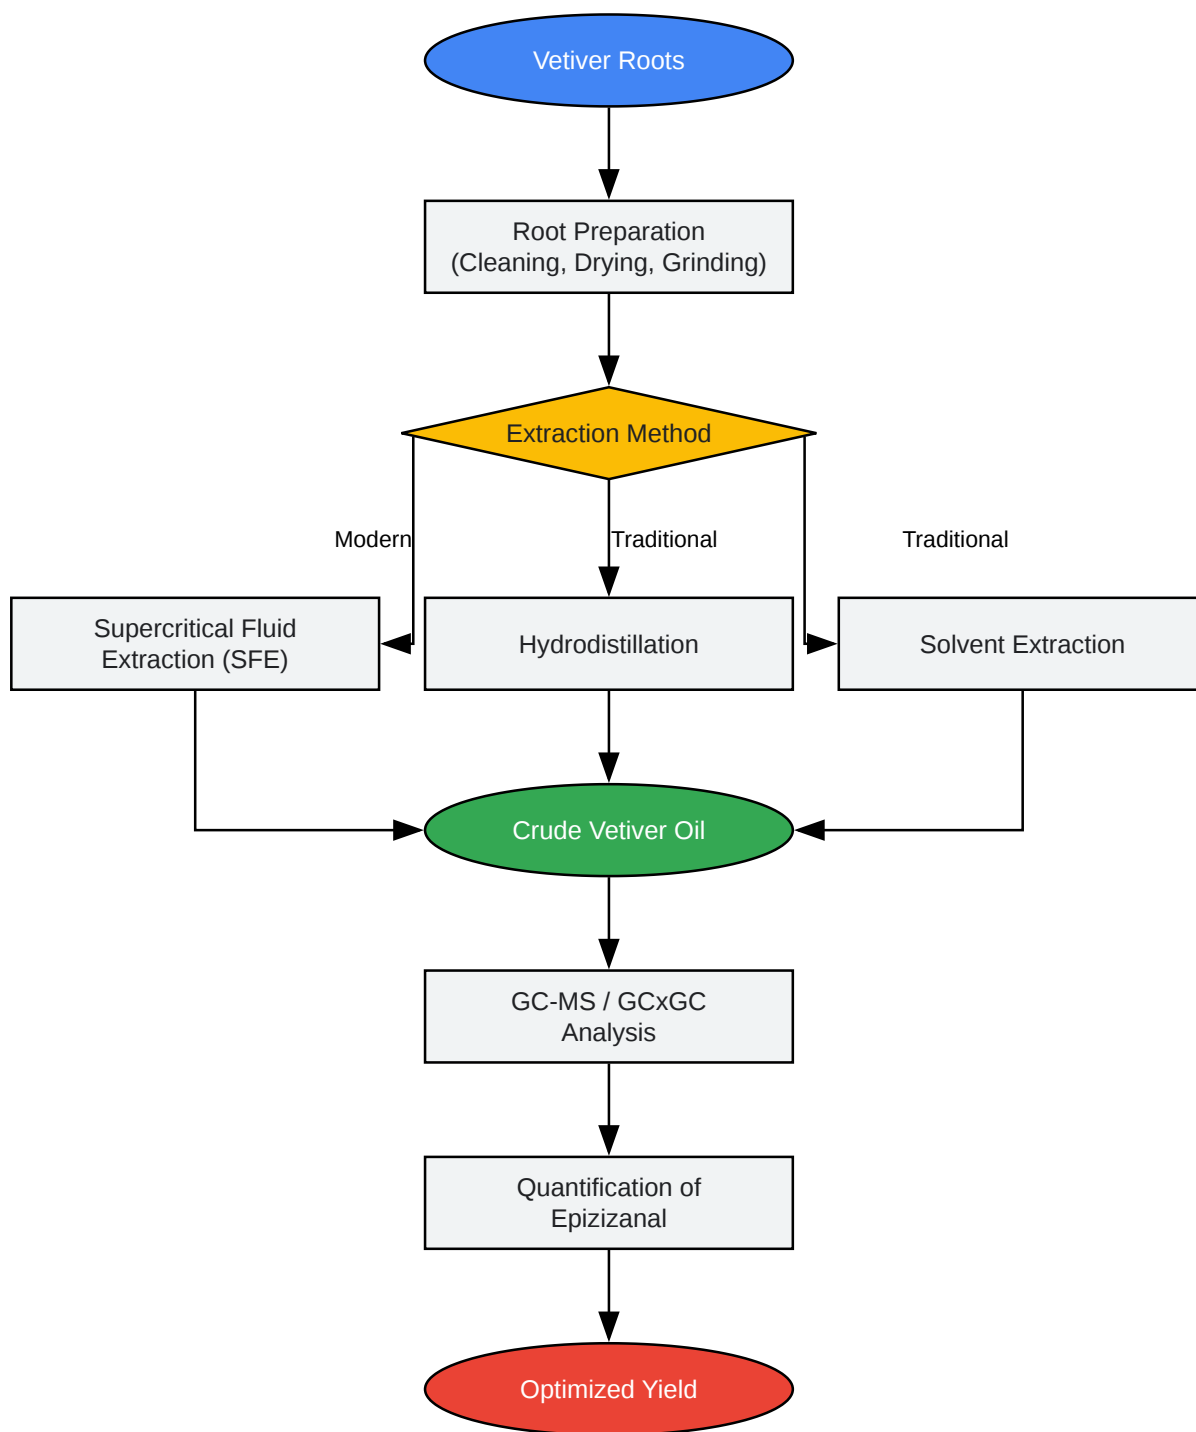 Vetiver Roots
Root Preparation
(Cleaning, Drying, Grinding)
Extraction Method
Modern
Traditional
Traditional
Supercritical Fluid
Extraction (SFE)
Hydrodistillation
Solvent Extraction
Crude Vetiver Oil
GC-MS / GCxGC
Analysis
Quantification of
Epizizanal
Optimized Yield